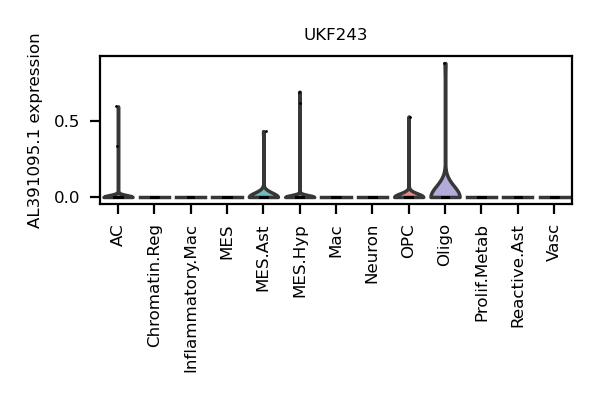 UKF243
AL391095.1 expression
0.5
0.0
AC
Chromatin.Reg
Inflammatory.Mac
MES
MES.Ast
MES.Hyp
Mac
Neuron
OPC
Oligo
Prolif.Metab
Reactive.Ast
Vasc